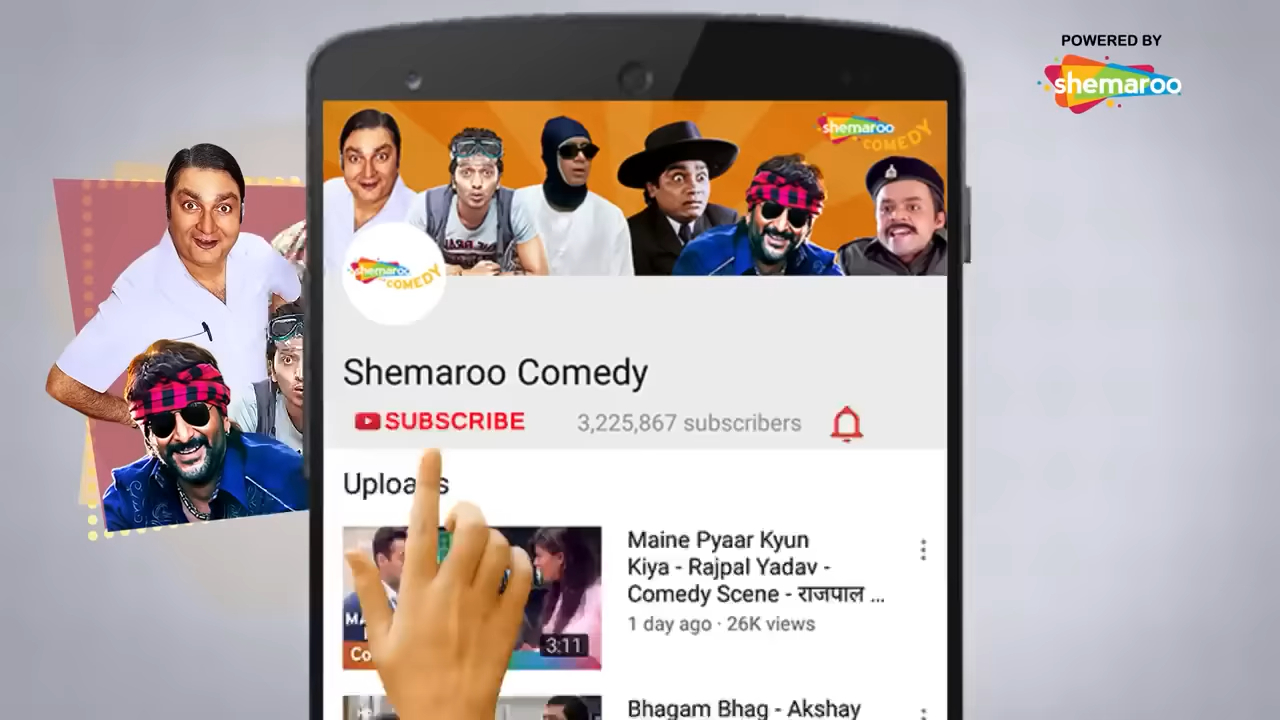 POWERED BY
shemaroo
shemaroo
COMEDY
shemaroo
COMEDY
Shemaroo Comedy
SUBSCRIBE
3,225,867 subscribers
Maine Pyaar Kyun
Kiya - Rajpal Yadav -
Comedy Scene - राजपाल ...
1 day ago · 26K views
3:11
Bhagam Bhag - Akshay